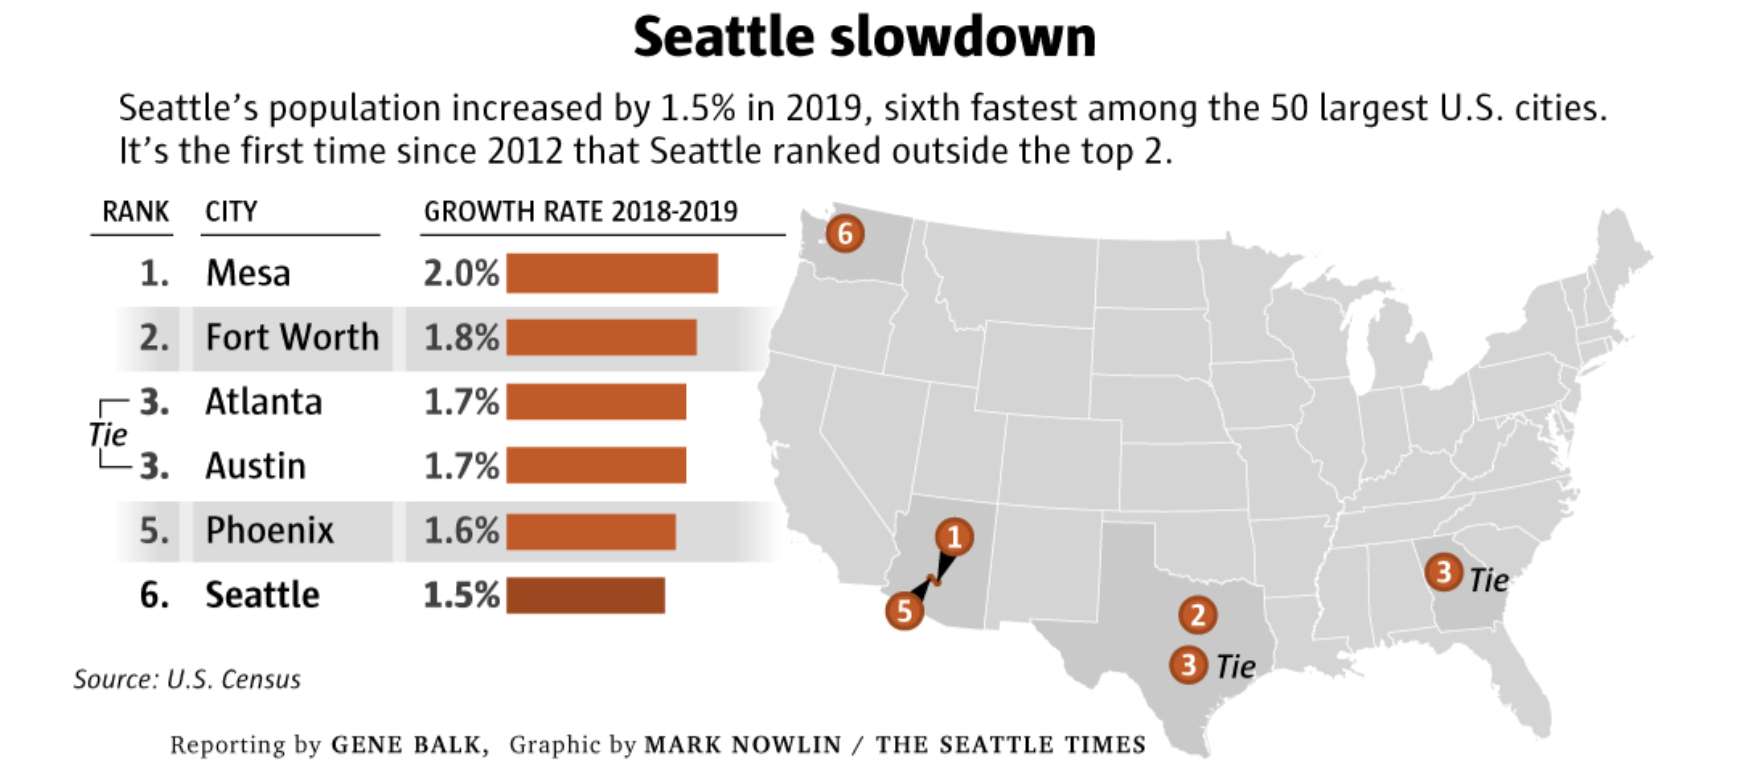 Seattle slowdown
Seattle’s population increased by 1.5% in 2019, sixth fastest among the 50 largest U.S. cities.
It’s the first time since 2012 that Seattle ranked outside the top 2.
RANK CITY GROWTH RATE 2018-2019
1. Mesa 2.0%
2. Fort Worth 1.8%
3. Atlanta 1.7%
Tie
3. Austin 1.7%
5. Phoenix 1.6%
6. Seattle 1.5%
6
1
5
2
3 Tie
3 Tie
Source: U.S. Census
Reporting by GENE BALK, Graphic by MARK NOWLIN / THE SEATTLE TIMES